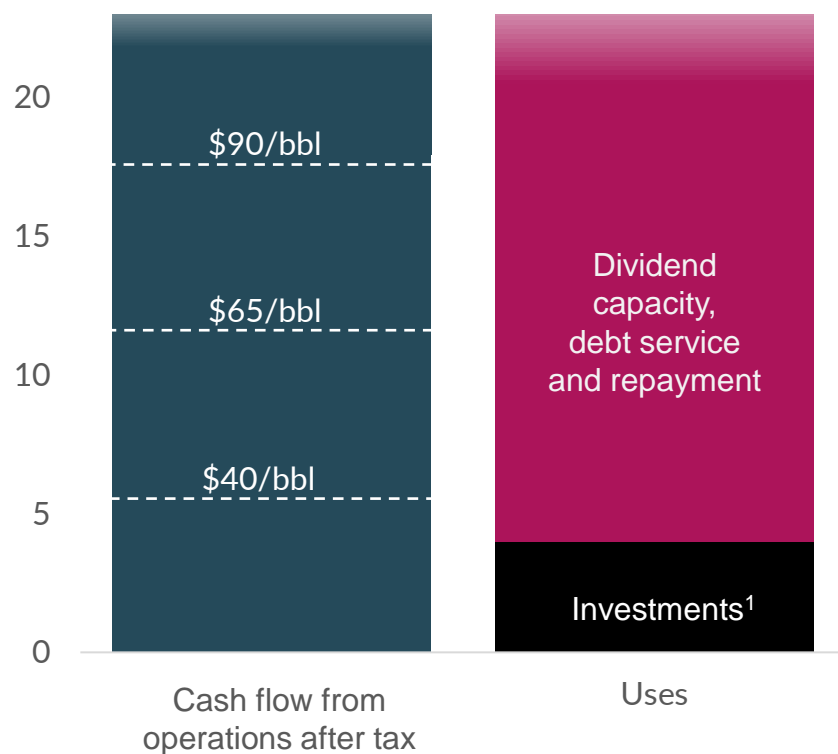 20
15
10
5
0
$90/bbl
$65/bbl
$40/bbl
Dividend
capacity,
debt service
and repayment
Investments¹
Cash flow from
operations after tax
Uses